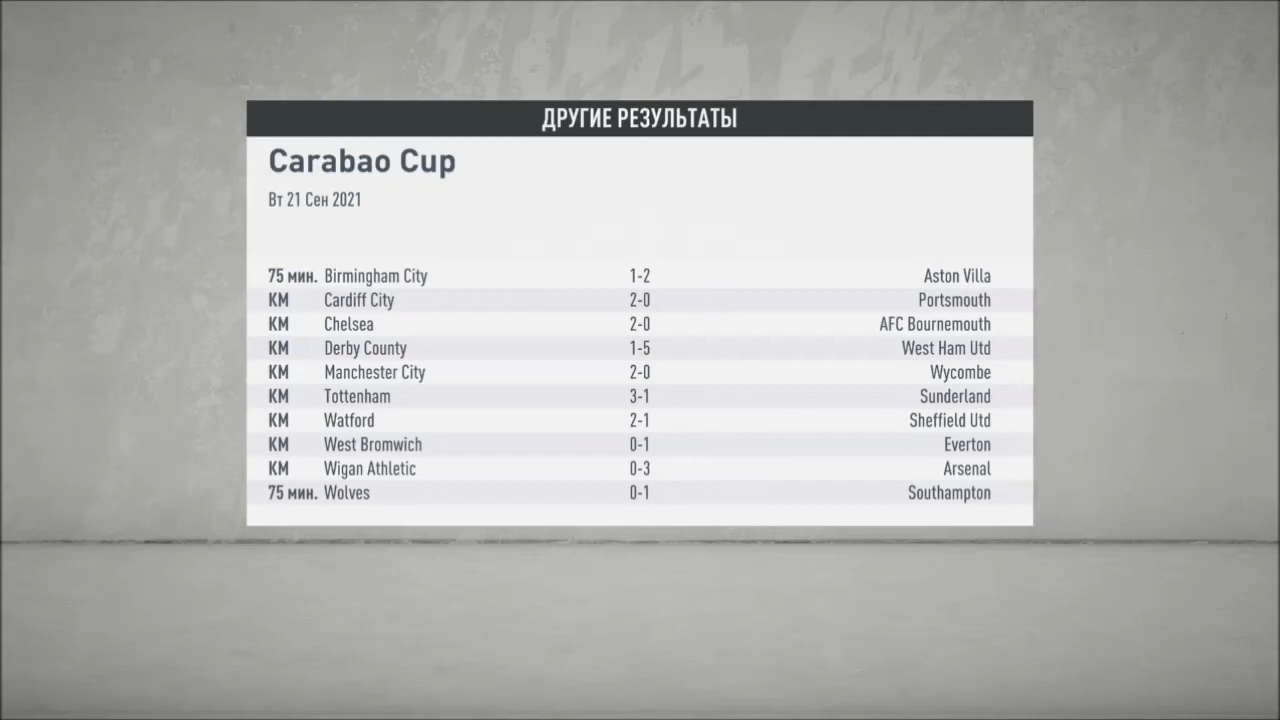 ДРУГИЕ РЕЗУЛЬТАТЫ
Carabao Cup
Вт 21 Сен 2021
75 мин. Birmingham City 1-2 Aston Villa
КМ Cardiff City 2-0 Portsmouth
КМ Chelsea 2-0 AFC Bournemouth
КМ Derby County 1-5 West Ham Utd
КМ Manchester City 2-0 Wycombe
КМ Tottenham 3-1 Sunderland
КМ Watford 2-1 Sheffield Utd
КМ West Bromwich 0-1 Everton
КМ Wigan Athletic 0-3 Arsenal
75 мин. Wolves 0-1 Southampton